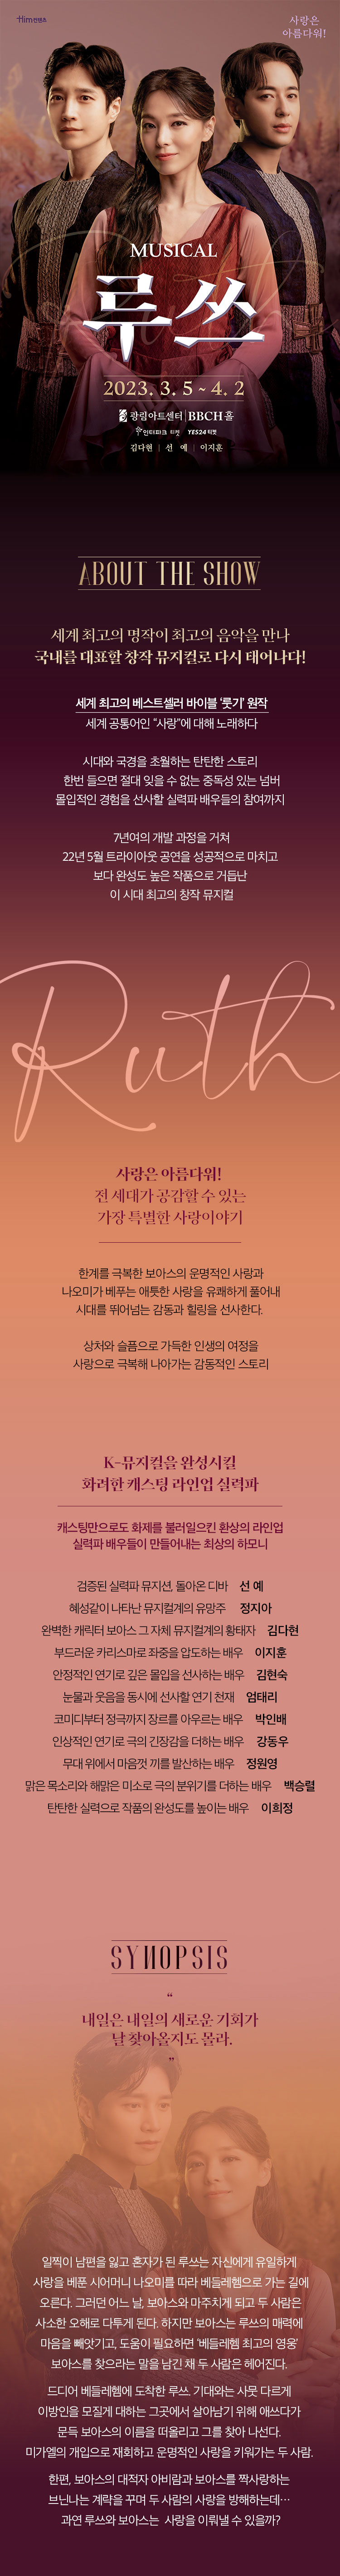 Him컨텐츠
사랑은
아름다워!
MUSICAL
루쓰
2023. 3. 5 ~ 4. 2
광림아트센터 | BBCH홀
인터파크 티켓 YES24 티켓
김다현 | 선 예 | 이지훈
ABOUT THE SHOW
세계 최고의 명작이 최고의 음악을 만나
국내를 대표할 창작 뮤지컬로 다시 태어나다!
세계 최고의 베스트셀러 바이블 '룻기' 원작
세계 공통어인 "사랑"에 대해 노래하다
시대와 국경을 초월하는 탄탄한 스토리
한번 들으면 절대 잊을 수 없는 중독성 있는 넘버
몰입적인 경험을 선사할 실력파 배우들의 참여까지
7년여의 개발 과정을 거쳐
22년 5월 트라이아웃 공연을 성공적으로 마치고
보다 완성도 높은 작품으로 거듭난
이 시대 최고의 창작 뮤지컬
Ruth
사랑은 아름다워!
전 세대가 공감할 수 있는
가장 특별한 사랑이야기
한계를 극복한 보아스의 운명적인 사랑과
나오미가 베푸는 애틋한 사랑을 유쾌하게 풀어내
시대를 뛰어넘는 감동과 힐링을 선사한다.
상처와 슬픔으로 가득한 인생의 여정을
사랑으로 극복해 나아가는 감동적인 스토리
K-뮤지컬을 완성시킬
화려한 캐스팅 라인업 실력파
캐스팅만으로도 화제를 불러일으킨 환상의 라인업
실력파 배우들이 만들어내는 최상의 하모니
검증된 실력파 뮤지션, 돌아온 디바 선 예
혜성같이 나타난 뮤지컬계의 유망주 정지아
완벽한 캐릭터 보아스 그 자체 뮤지컬계의 황태자 김다현
부드러운 카리스마로 좌중을 압도하는 배우 이지훈
안정적인 연기로 깊은 몰입을 선사하는 배우 김현숙
눈물과 웃음을 동시에 선사할 연기 천재 엄태리
코미디부터 정극까지 장르를 아우르는 배우 박인배
인상적인 연기로 극의 긴장감을 더하는 배우 강동우
무대 위에서 마음껏 끼를 발산하는 배우 정원영
맑은 목소리와 해맑은 미소로 극의 분위기를 더하는 배우 백승렬
탄탄한 실력으로 작품의 완성도를 높이는 배우 이희정
SYNOPSIS
“
내일은 내일의 새로운 기회가
날 찾아올지도 몰라.
”
일찍이 남편을 잃고 혼자가 된 루쓰는 자신에게 유일하게
사랑을 베푼 시어머니 나오미를 따라 베들레헴으로 가는 길에
오른다. 그러던 어느 날, 보아스와 마주치게 되고 두 사람은
사소한 오해로 다투게 된다. 하지만 보아스는 루쓰의 매력에
마음을 빼앗기고, 도움이 필요하면 '베들레헴 최고의 영웅'
보아스를 찾으라는 말을 남긴 채 두 사람은 헤어진다.
드디어 베들레헴에 도착한 루쓰. 기대와는 사뭇 다르게
이방인을 모질게 대하는 그곳에서 살아남기 위해 애쓰다가
문득 보아스의 이름을 떠올리고 그를 찾아 나선다.
미가엘의 개입으로 재회하고 운명적인 사랑을 키워가는 두 사람.
한편, 보아스의 대적자 아비람과 보아스를 짝사랑하는
브닌나는 계략을 꾸며 두 사람의 사랑을 방해하는데…
과연 루쓰와 보아스는 사랑을 이뤄낼 수 있을까?